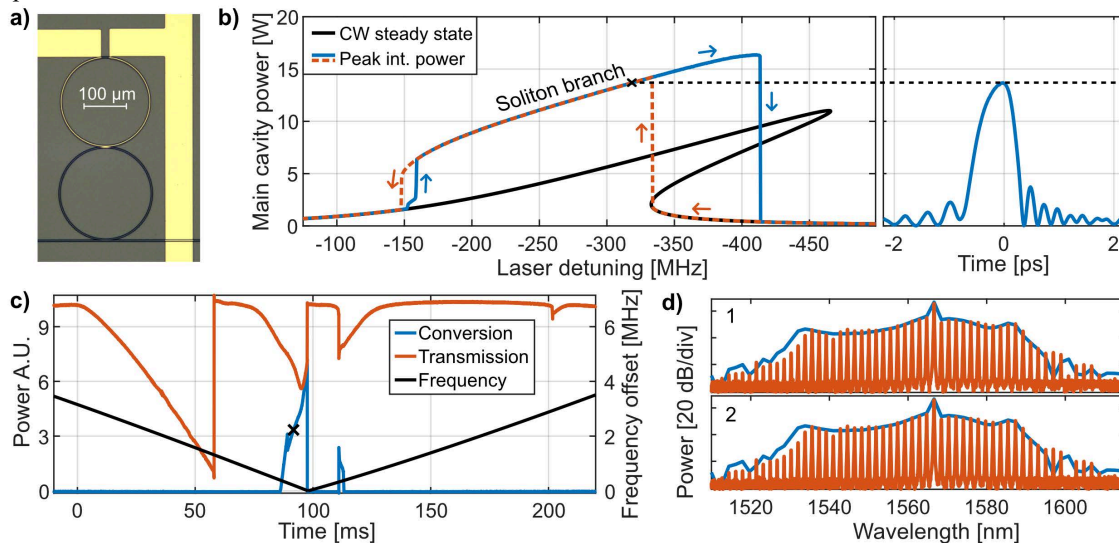 a)
100 µm
b)
Main cavity power [W]
20
15
10
5
0
CW steady state
Peak int. power
Soliton branch
-100
-150
-200
-250
-300
-350
-400
-450
Laser detuning [MHz]
-2
0
2
Time [ps]
c)
Power A.U.
9
6
3
0
Conversion
Transmission
Frequency
6
4
2
0
Frequency offset [MHz]
0
50
100
150
200
Time [ms]
d)
1
2
Power [20 dB/div]
1520
1540
1560
1580
1600
Wavelength [nm]